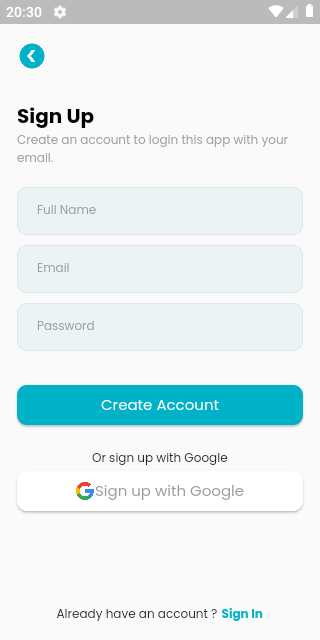 20:30
Sign Up
Create an account to login this app with your
email.
Full Name
Email
Password
Create Account
Or sign up with Google
Sign up with Google
Already have an account ? Sign In